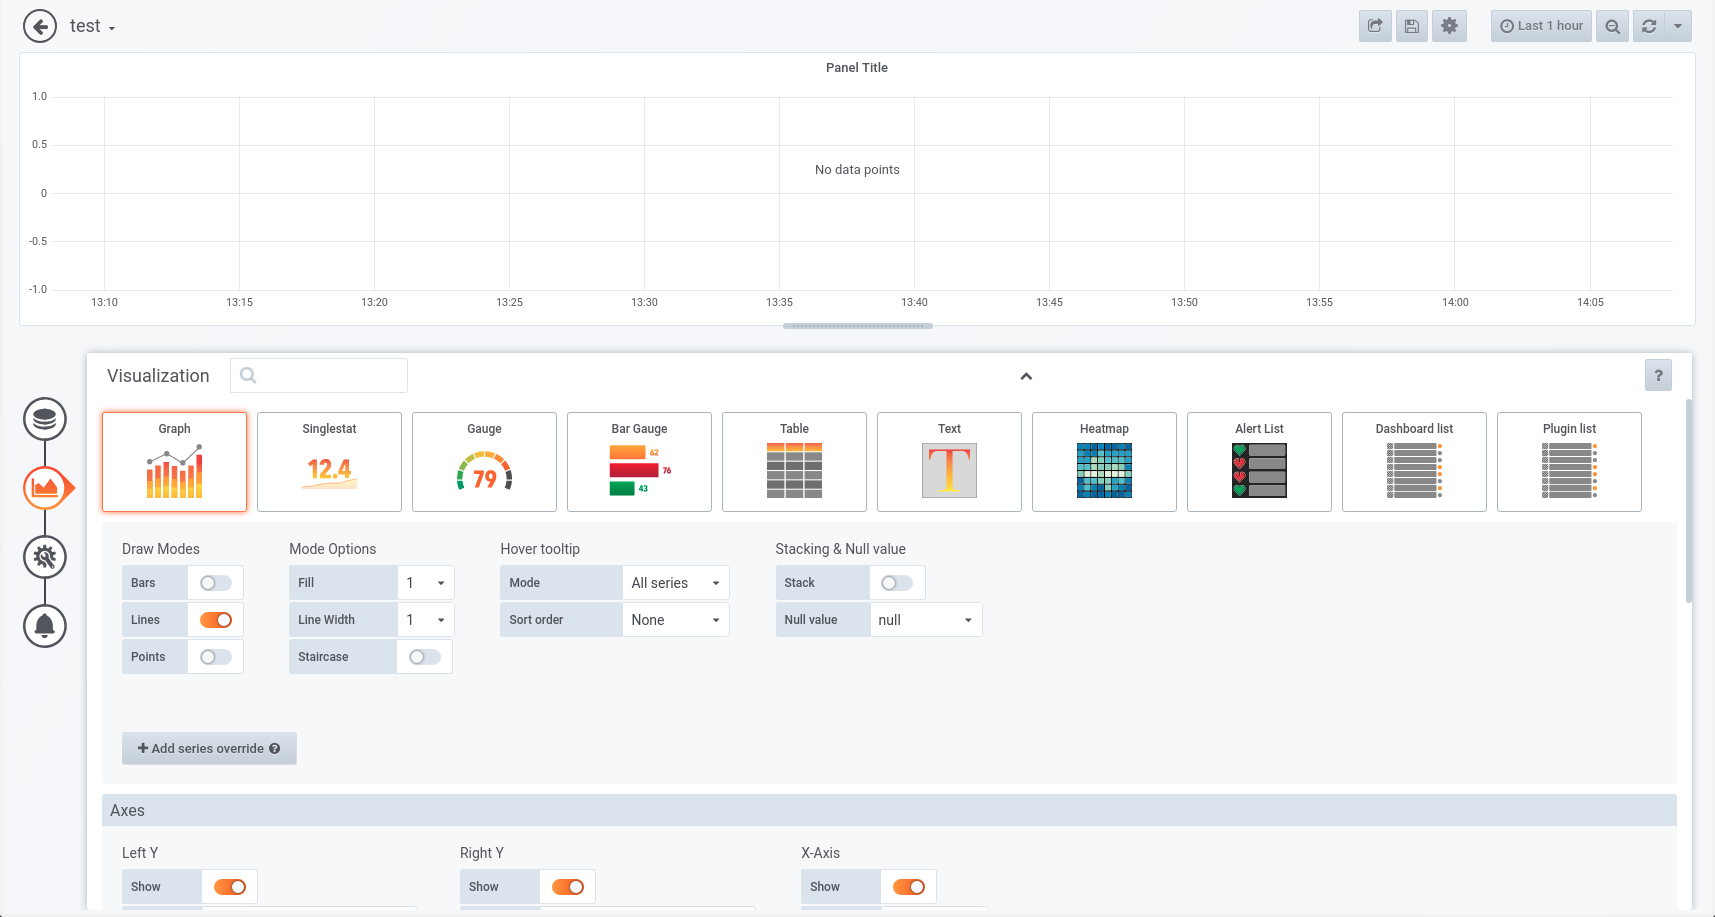 test
Last 1 hour
Panel Title
1.0
0.5
No data points
0
-0.5
-1.0
13:10 13:15 13:20 13:25 13:30 13:35 13:40 13:45 13:50 13:55 14:00 14:05
Visualization
?
Graph Singlestat Gauge Bar Gauge Table Text Heatmap Alert List Dashboard list Plugin list
12.4 79 62 76 43 T
Draw Modes Mode Options Hover tooltip Stacking & Null value
Bars Fill 1 Mode All series Stack
Lines Line Width 1 Sort order None Null value null
Points Staircase
+ Add series override ?
Axes
Left Y Right Y X-Axis
Show Show Show